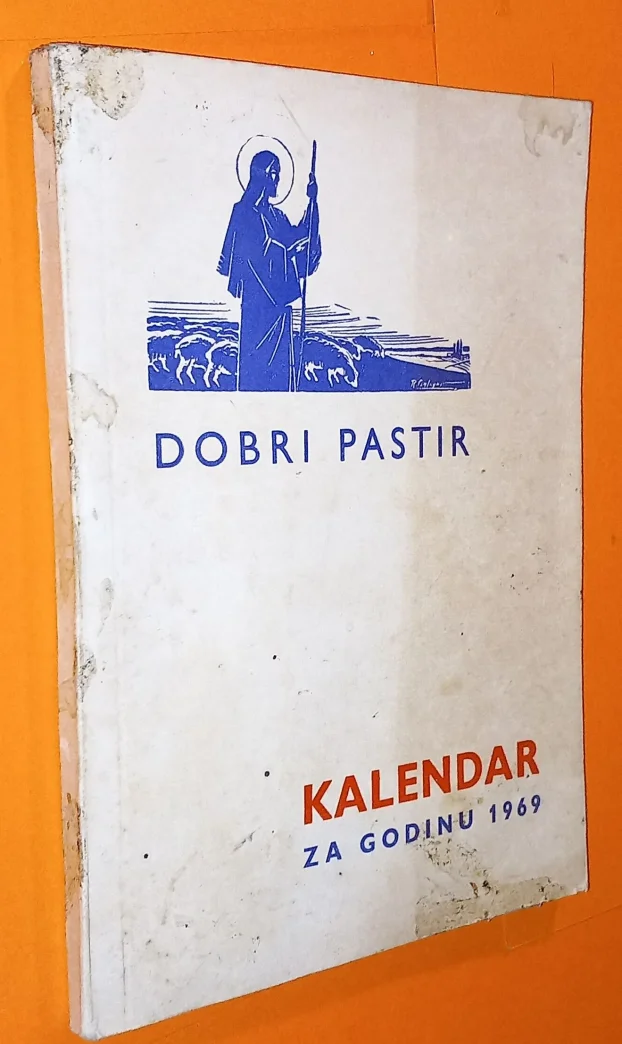 DOBRI PASTIR
KALENDAR
ZA GODINU 1969